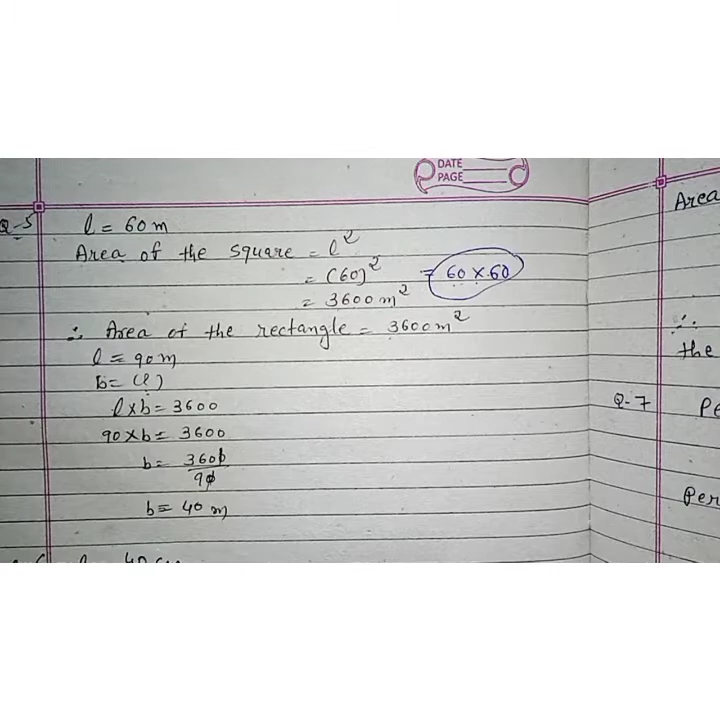 DATE
PAGE
Q-5 l = 60 m
Area of the square = l²
= (60)² = 60 × 60
= 3600 m²
∴ Area of the rectangle = 3600 m²
l = 90 m
b = (?)
l × b = 3600
90 × b = 3600
b = 3600/90
b = 40 m
Area
∴
the
Q-7 Pe
Per